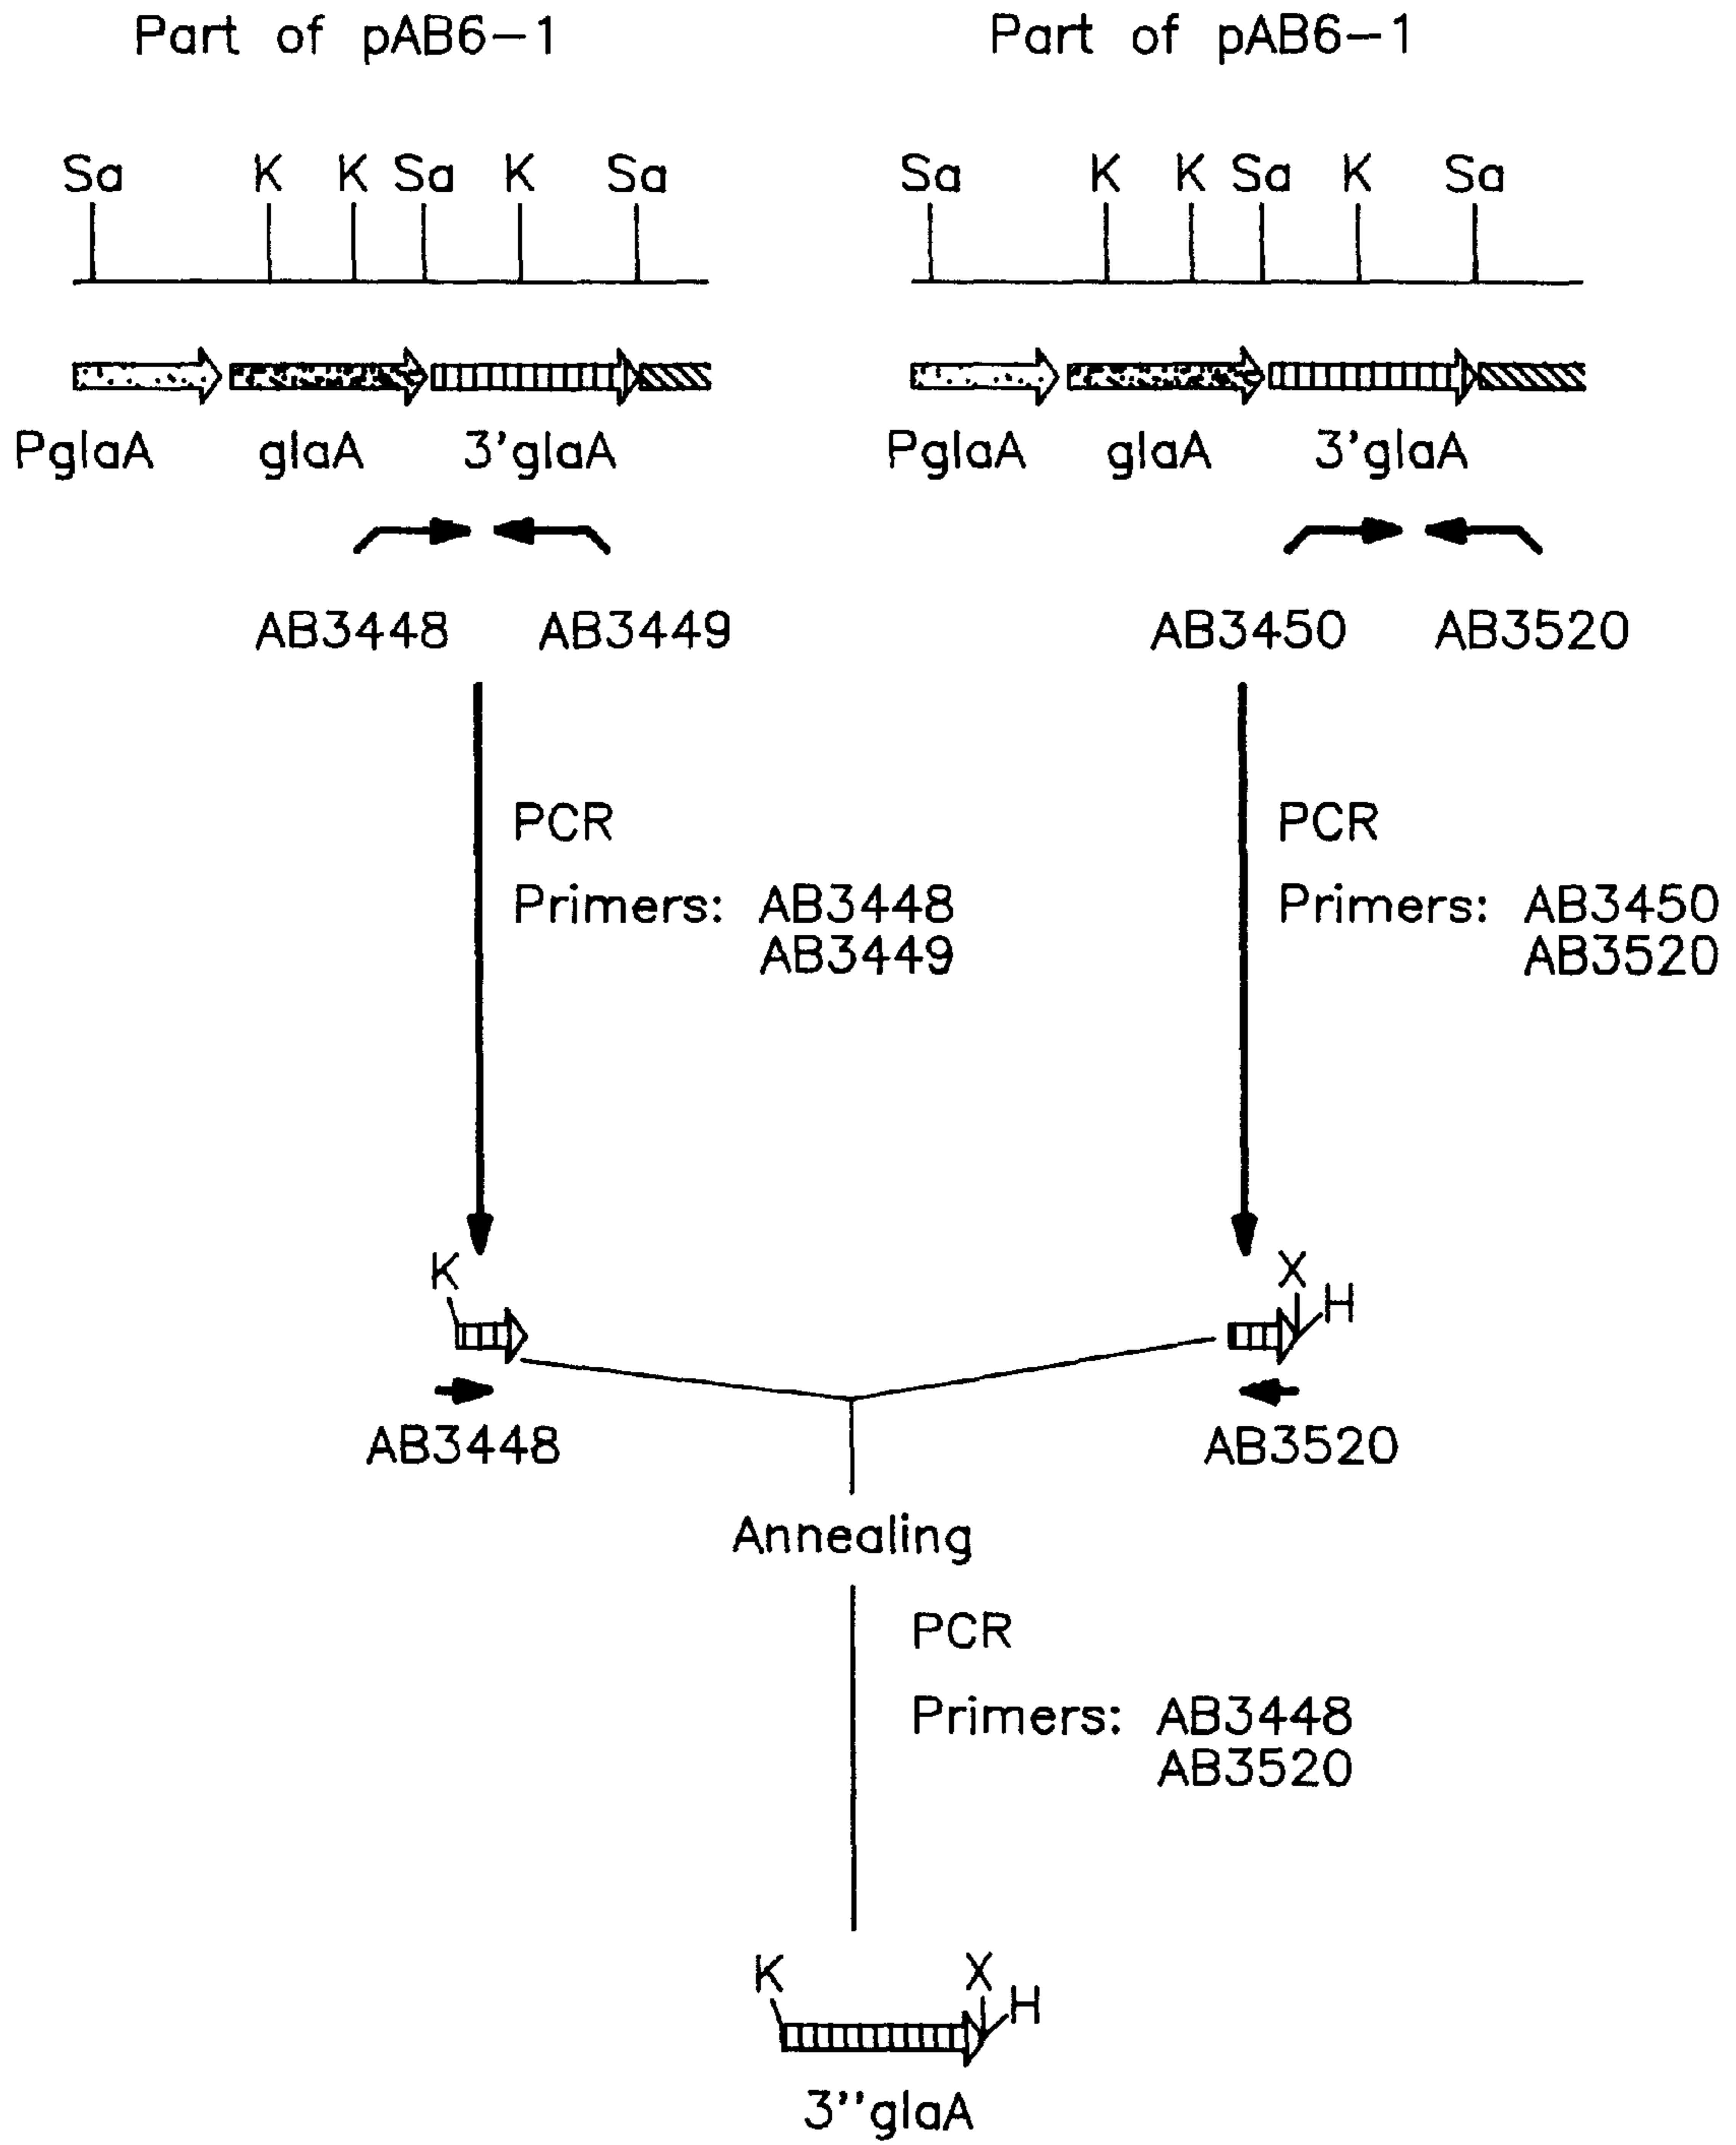 Part of pAB6-1 Part of pAB6-1
Sa K K Sa K Sa Sa K K Sa K Sa
PglaA glaA 3'glaA PglaA glaA 3'glaA
AB3448 AB3449 AB3450 AB3520
PCR PCR
Primers: AB3448 Primers: AB3450
AB3449 AB3520
K X
H
AB3448 AB3520
Annealing
PCR
Primers: AB3448
AB3520
K X
H
3''glaA